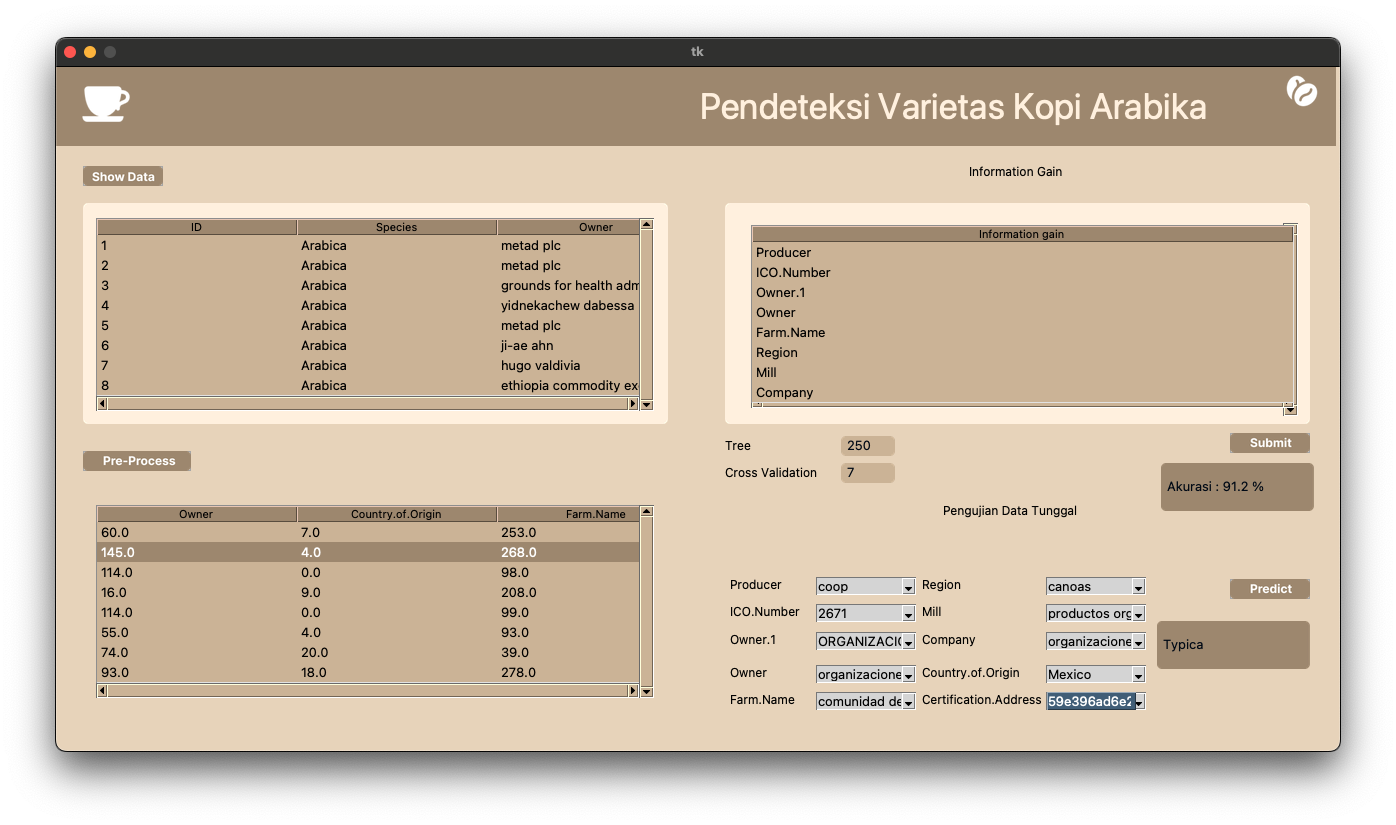 tk
Pendeteksi Varietas Kopi Arabika
Show Data
ID Species Owner
1 Arabica metad plc
2 Arabica metad plc
3 Arabica grounds for health adm
4 Arabica yidnekachew dabessa
5 Arabica metad plc
6 Arabica ji-ae ahn
7 Arabica hugo valdivia
8 Arabica ethiopia commodity ex
Information Gain
Information gain
Producer
ICO.Number
Owner.1
Owner
Farm.Name
Region
Mill
Company
Pre-Process
Owner Country.of.Origin Farm.Name
60.0 7.0 253.0
145.0 4.0 268.0
114.0 0.0 98.0
16.0 9.0 208.0
114.0 0.0 99.0
55.0 4.0 93.0
74.0 20.0 39.0
93.0 18.0 278.0
Tree 250
Submit
Cross Validation 7
Akurasi : 91.2 %
Pengujian Data Tunggal
Producer coop Region canoas
Predict
ICO.Number 2671 Mill productos org
Owner.1 ORGANIZACIO Company organizacione
Typica
Owner organizacione Country.of.Origin Mexico
Farm.Name comunidad de Certification.Address 59e396ad6e2